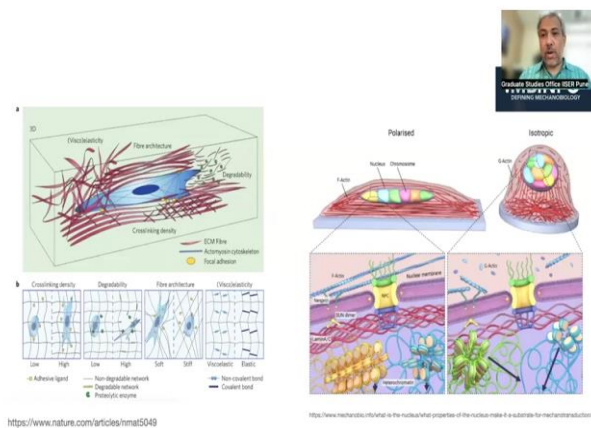 Graduate Studies Office IISER Pune
DEFINING MECHANOBIOLOGY
a
3D
(Visco)elasticity
Fibre architecture
Degradability
Crosslinking density
ECM Fibre
Actomyosin cytoskeleton
Focal adhesion
b
Crosslinking density
Degradability
Fibre architecture
(Visco)elasticity
Low
High
Low
High
Soft
Stiff
Viscoelastic
Elastic
Adhesive ligand
Non-degradable network
Degradable network
Proteolytic enzyme
Non-covalent bond
Covalent bond
https://www.nature.com/articles/nmat5049
Polarised
Isotropic
Nucleus
Chromosome
F-Actin
G-Actin
F-Actin
Nuclear membrane
G-Actin
NPC
Nesprin
SUN dimer
Lamin A,C
Heterochromatin
https://www.mechanobio.info/what-is-the-nucleus/what-properties-of-the-nucleus-make-it-a-substrate-for-mechanotransduction/